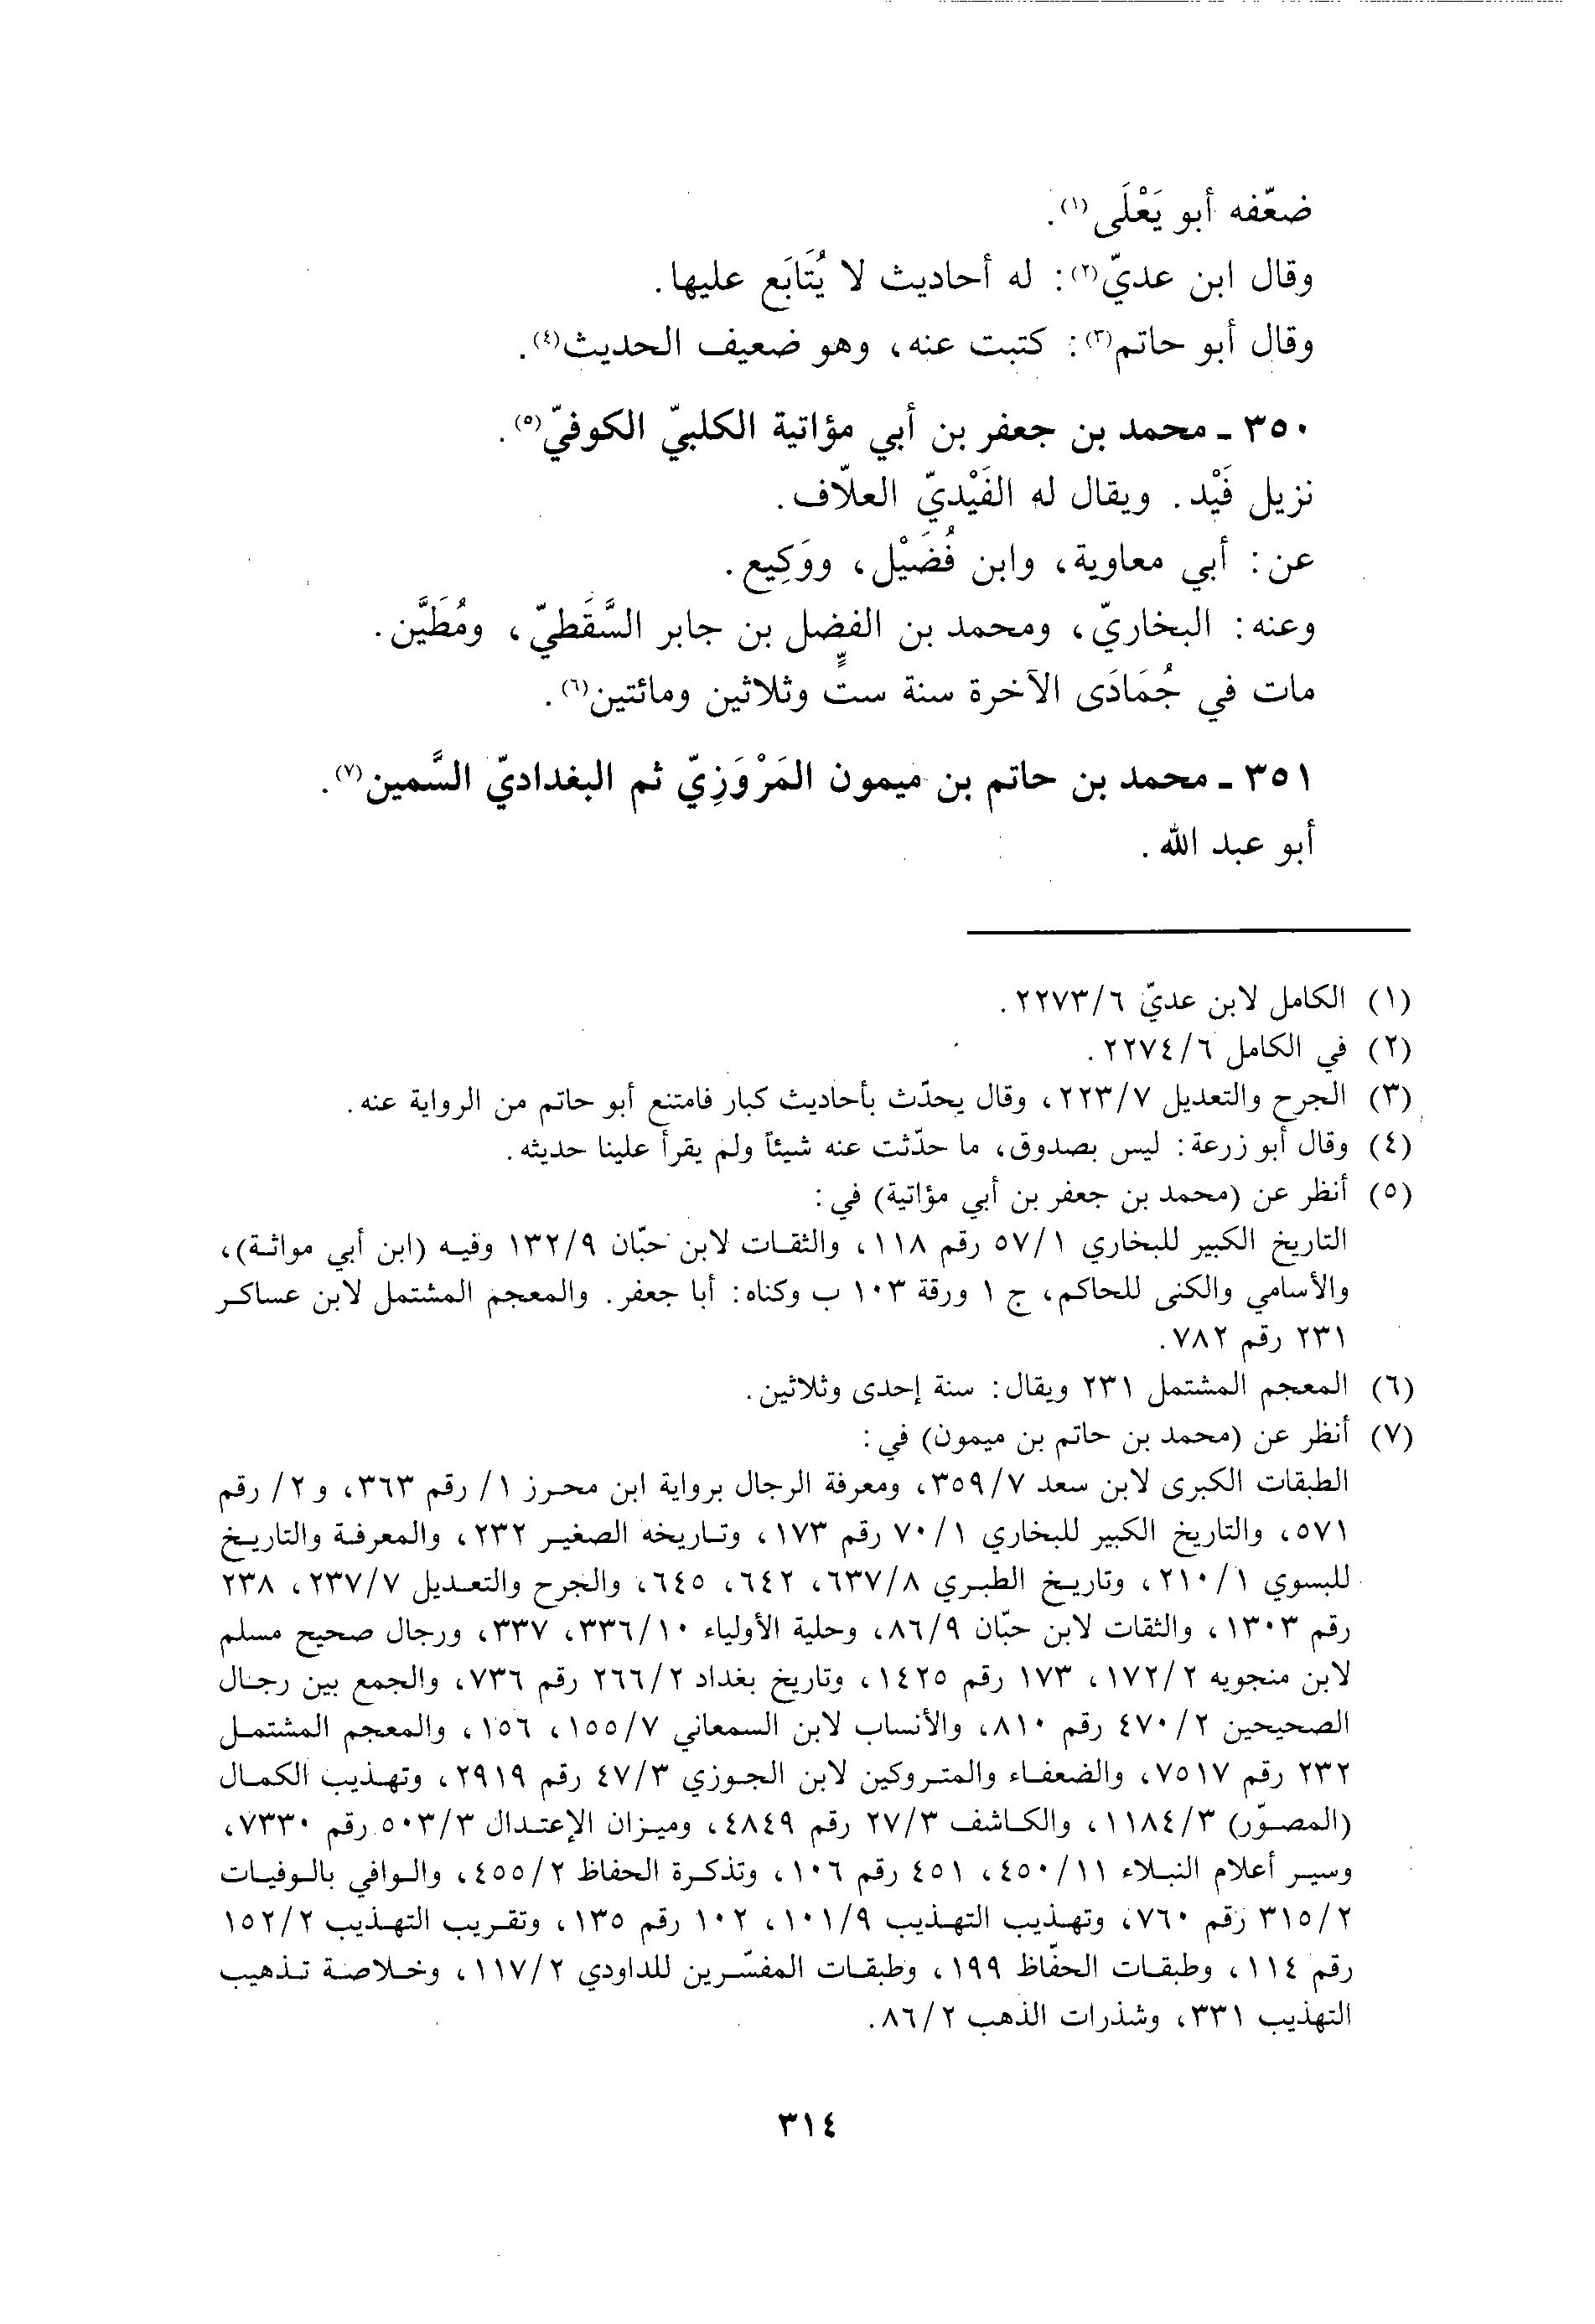 ضعّفه أبو يَعْلَى(١).
وقال ابن عديّ(٢): له أحاديث لا يُتَابَع عليها.
وقال أبو حاتم(٣): كتبت عنه، وهو ضعيف الحديث(٤).
٣٥٠ ـ محمد بن جعفر بن أبي مؤاتية الكلبيّ الكوفيّ(٥).
نزيل فَيْد. ويقال له الفَيْديّ العلاّف.
عن: أبي معاوية، وابن فُضَيْل، ووَكِيع.
وعنه: البخاريّ، ومحمد بن الفضل بن جابر السَّقَطيّ، ومُطَيَّن.
مات في جُمَادَى الآخرة سنة ستٍّ وثلاثين ومائتين(٦).
٣٥١ ـ محمد بن حاتم بن ميمون المَرْوَزِيّ ثم البغداديّ السَّمين(٧).
أبو عبد الله.
(١) الكامل لابن عديّ ٢٢٧٣/٦.
(٢) في الكامل ٢٢٧٤/٦.
(٣) الجرح والتعديل ٢٢٣/٧، وقال يحدّث بأحاديث كبار فامتنع أبو حاتم من الرواية عنه.
(٤) وقال أبو زرعة: ليس بصدوق، ما حدّثت عنه شيئاً ولم يقرأ علينا حديثه.
(٥) أنظر عن (محمد بن جعفر بن أبي مؤاتية) في:
التاريخ الكبير للبخاري ٥٧/١ رقم ١١٨، والثقات لابن حبّان ١٣٢/٩ وفيه (ابن أبي مواثة)،
والأسامي والكنى للحاكم، ج ١ ورقة ١٠٣ ب وكناه: أبا جعفر. والمعجم المشتمل لابن عساكر
٢٣١ رقم ٧٨٢.
(٦) المعجم المشتمل ٢٣١ ويقال: سنة إحدى وثلاثين.
(٧) أنظر عن (محمد بن حاتم بن ميمون) في:
الطبقات الكبرى لابن سعد ٣٥٩/٧، ومعرفة الرجال برواية ابن محرز ١/ رقم ٣٦٣، و ٢/ رقم
٥٧١، والتاريخ الكبير للبخاري ٧٠/١ رقم ١٧٣، وتاريخه الصغير ٢٣٢، والمعرفة والتاريخ
للبسوي ٢١٠/١، وتاريخ الطبري ٦٣٧/٨، ٦٤٢، ٦٤٥، والجرح والتعديل ٢٣٧/٧، ٢٣٨
رقم ١٣٠٣، والثقات لابن حبّان ٨٦/٩، وحلية الأولياء ٣٣٦/١٠، ٣٣٧، ورجال صحيح مسلم
لابن منجويه ١٧٢/٢، ١٧٣ رقم ١٤٢٥، وتاريخ بغداد ٢٦٦/٢ رقم ٧٣٦، والجمع بين رجال
الصحيحين ٤٧٠/٢ رقم ٨١٠، والأنساب لابن السمعاني ١٥٥/٧، ١٥٦، والمعجم المشتمل
٢٣٢ رقم ٧٥١٧، والضعفاء والمتروكين لابن الجوزي ٤٧/٣ رقم ٢٩١٩، وتهذيب الكمال
(المصوّر) ١١٨٤/٣، والكاشف ٢٧/٣ رقم ٤٨٤٩، وميزان الإعتدال ٥٠٣/٣ رقم ٧٣٣٠،
وسير أعلام النبلاء ٤٥٠/١١، ٤٥١ رقم ١٠٦، وتذكرة الحفاظ ٤٥٥/٢، والوافي بالوفيات
٣١٥/٢ رقم ٧٦٠، وتهذيب التهذيب ١٠١/٩، ١٠٢ رقم ١٣٥، وتقريب التهذيب ١٥٢/٢
رقم ١١٤، وطبقات الحفّاظ ١٩٩، وطبقات المفسّرين للداودي ١١٧/٢، وخلاصة تذهيب
التهذيب ٣٣١، وشذرات الذهب ٨٦/٢.
٣١٤